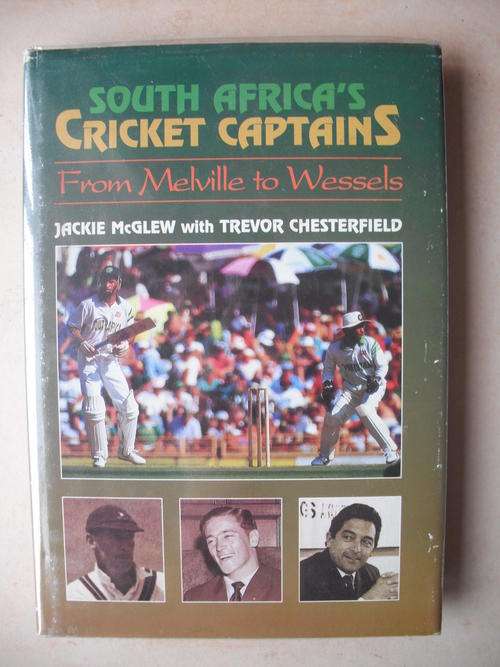 SOUTH AFRICA'S
CRICKET CAPTAINS
From Melville to Wessels
JACKIE McGLEW with TREVOR CHESTERFIELD